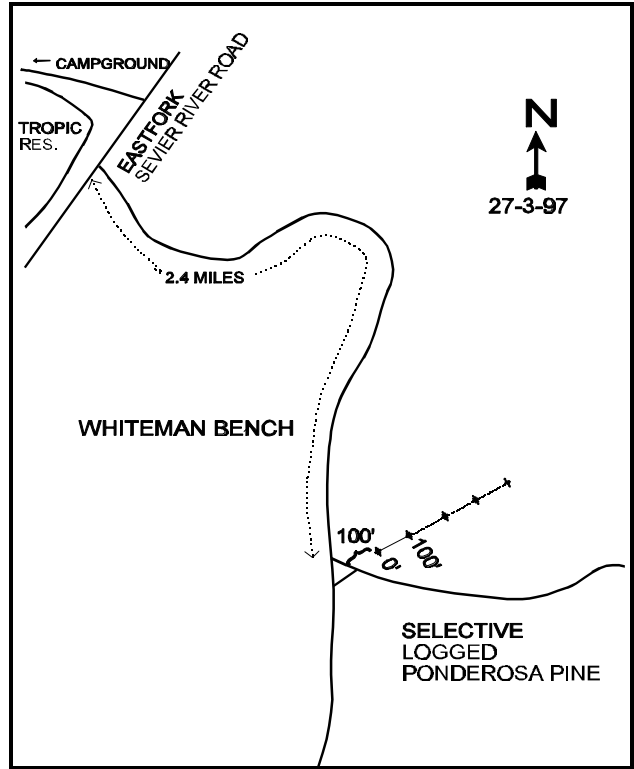 ← CAMPGROUND
TROPIC
RES.
EASTFORK
SEVIER RIVER ROAD
N
27-3-97
2.4 MILES
WHITEMAN BENCH
100'
0'
100'
SELECTIVE
LOGGED
PONDEROSA PINE